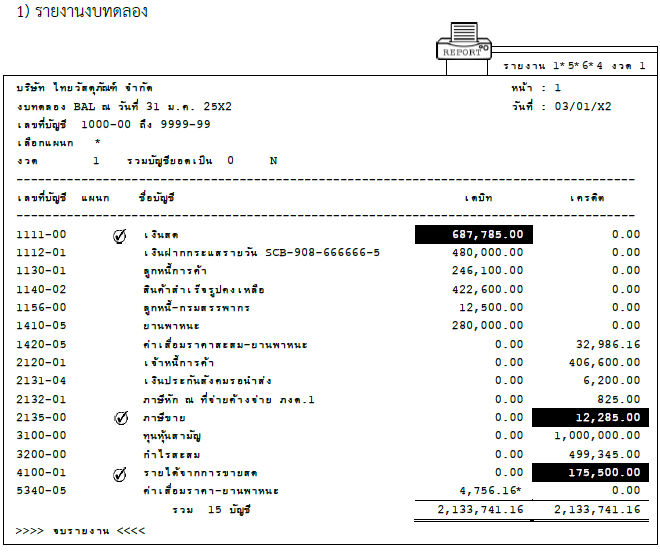 1) รายงานงบทดลอง
REPORT
รายงาน 1*5*6*4 งวด 1
บริษัท ไทยวัสดุภัณฑ์ จำกัด หน้า : 1
งบทดลอง BAL ณ วันที่ 31 ม.ค. 25X2 วันที่ : 03/01/X2
เลขที่บัญชี 1000-00 ถึง 9999-99
เลือกแผนก *
งวด 1 รวมบัญชียอดเป็น 0 N
เลขที่บัญชี แผนก ชื่อบัญชี เดบิท เครดิต
1111-00 เงินสด 687,785.00 0.00
1112-01 เงินฝากกระแสรายวัน SCB-908-666666-5 480,000.00 0.00
1130-01 ลูกหนี้การค้า 246,100.00 0.00
1140-02 สินค้าสำเร็จรูปคงเหลือ 422,600.00 0.00
1156-00 ลูกหนี้-กรมสรรพากร 12,500.00 0.00
1410-05 ยานพาหนะ 280,000.00 0.00
1420-05 ค่าเสื่อมราคาสะสม-ยานพาหนะ 0.00 32,986.16
2120-01 เจ้าหนี้การค้า 0.00 406,600.00
2131-04 เงินประกันสังคมรอนำส่ง 0.00 6,200.00
2132-01 ภาษีหัก ณ ที่จ่ายค้างจ่าย ภงด.1 0.00 825.00
2135-00 ภาษีขาย 0.00 12,285.00
3100-00 ทุนหุ้นสามัญ 0.00 1,000,000.00
3200-00 กำไรสะสม 0.00 499,345.00
4100-01 รายได้จากการขายสด 0.00 175,500.00
5340-05 ค่าเสื่อมราคา-ยานพาหนะ 4,756.16* 0.00
รวม 15 บัญชี 2,133,741.16 2,133,741.16
>>>> จบรายงาน <<<<